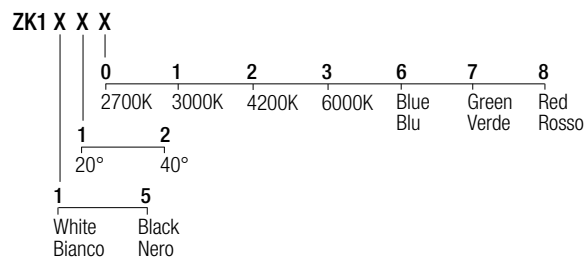 ZK1 X X X
0 1 2 3 6 7 8
2700K 3000K 4200K 6000K Blue Green Red
Blu Verde Rosso
1 2
20° 40°
1 5
White Black
Bianco Nero